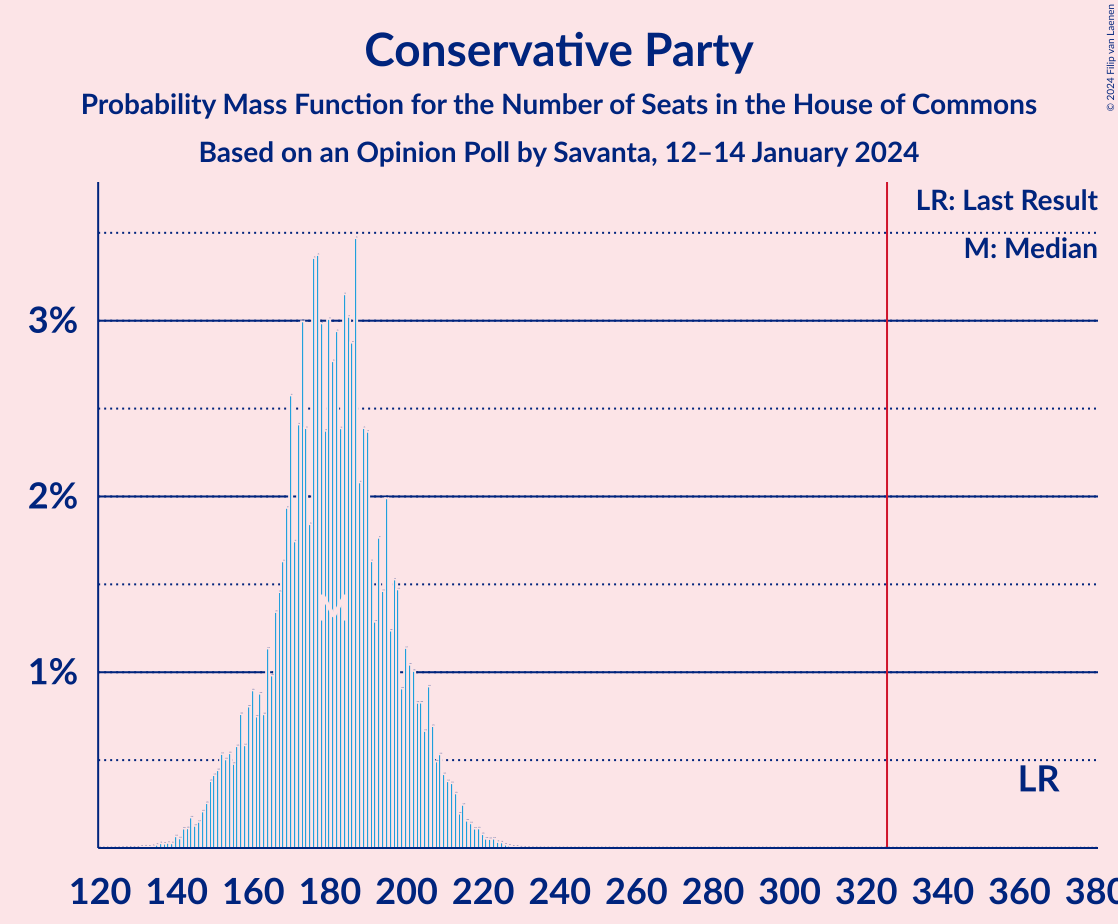 Conservative Party
Probability Mass Function for the Number of Seats in the House of Commons
Based on an Opinion Poll by Savanta, 12–14 January 2024
© 2024 Filip van Laenen
LR: Last Result
M: Median
3%
2%
1%
M
LR
120 140 160 180 200 220 240 260 280 300 320 340 360 380